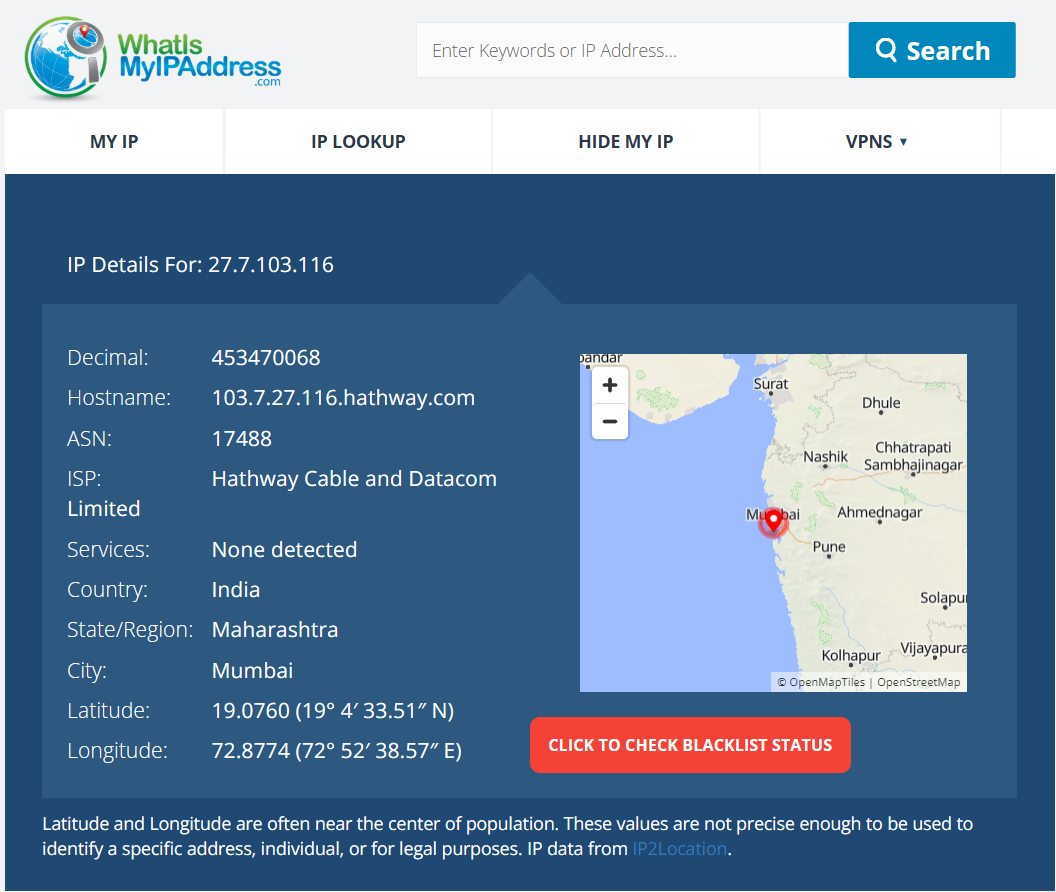 WhatIs
MyIPAddress
.com
Enter Keywords or IP Address...
Search
MY IP
IP LOOKUP
HIDE MY IP
VPNS ▾
IP Details For: 27.7.103.116
Decimal: 453470068
Hostname: 103.7.27.116.hathway.com
ASN: 17488
ISP: Hathway Cable and Datacom
Limited
Services: None detected
Country: India
State/Region: Maharashtra
City: Mumbai
Latitude: 19.0760 (19° 4′ 33.51″ N)
Longitude: 72.8774 (72° 52′ 38.57″ E)
+
−
Surat
Dhule
Nashik
Chhatrapati
Sambhajinagar
Mumbai
Ahmednagar
Pune
Solapu
Kolhapur
Vijayapura
© OpenMapTiles | OpenStreetMap
CLICK TO CHECK BLACKLIST STATUS
Latitude and Longitude are often near the center of population. These values are not precise enough to be used to
identify a specific address, individual, or for legal purposes. IP data from IP2Location.